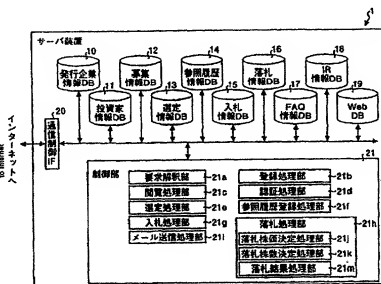 1
サーバ装置
10
12
14
16
18
発行企業
情報DB
募集
情報DB
参照履歴
情報DB
落札
情報DB
IR
情報DB
11
13
15
17
19
投資家
情報DB
選定
情報DB
入札
情報DB
FAQ
情報DB
Web
DB
20
通信制御
IF
インターネットへ
to Internet
21
制御部
要求解釈部
21a
登録処理部
21b
閲覧処理部
21c
認証処理部
21d
選定処理部
21e
参照履歴登録処理部
21f
入札処理部
21g
メール送信処理部
21i
落札処理部
21h
落札株価決定処理部
21j
落札株数決定処理部
21k
落札結果処理部
21m